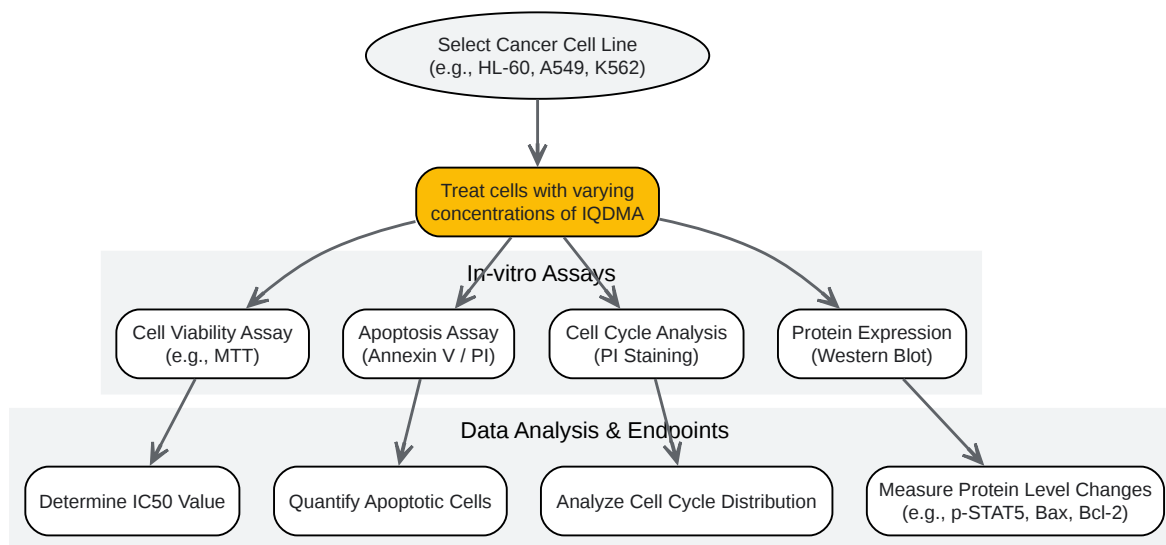 Select Cancer Cell Line
(e.g., HL-60, A549, K562)
Treat cells with varying
concentrations of IQDMA
In-vitro Assays
Cell Viability Assay
(e.g., MTT)
Apoptosis Assay
(Annexin V / PI)
Cell Cycle Analysis
(PI Staining)
Protein Expression
(Western Blot)
Data Analysis & Endpoints
Determine IC50 Value
Quantify Apoptotic Cells
Analyze Cell Cycle Distribution
Measure Protein Level Changes
(e.g., p-STAT5, Bax, Bcl-2)